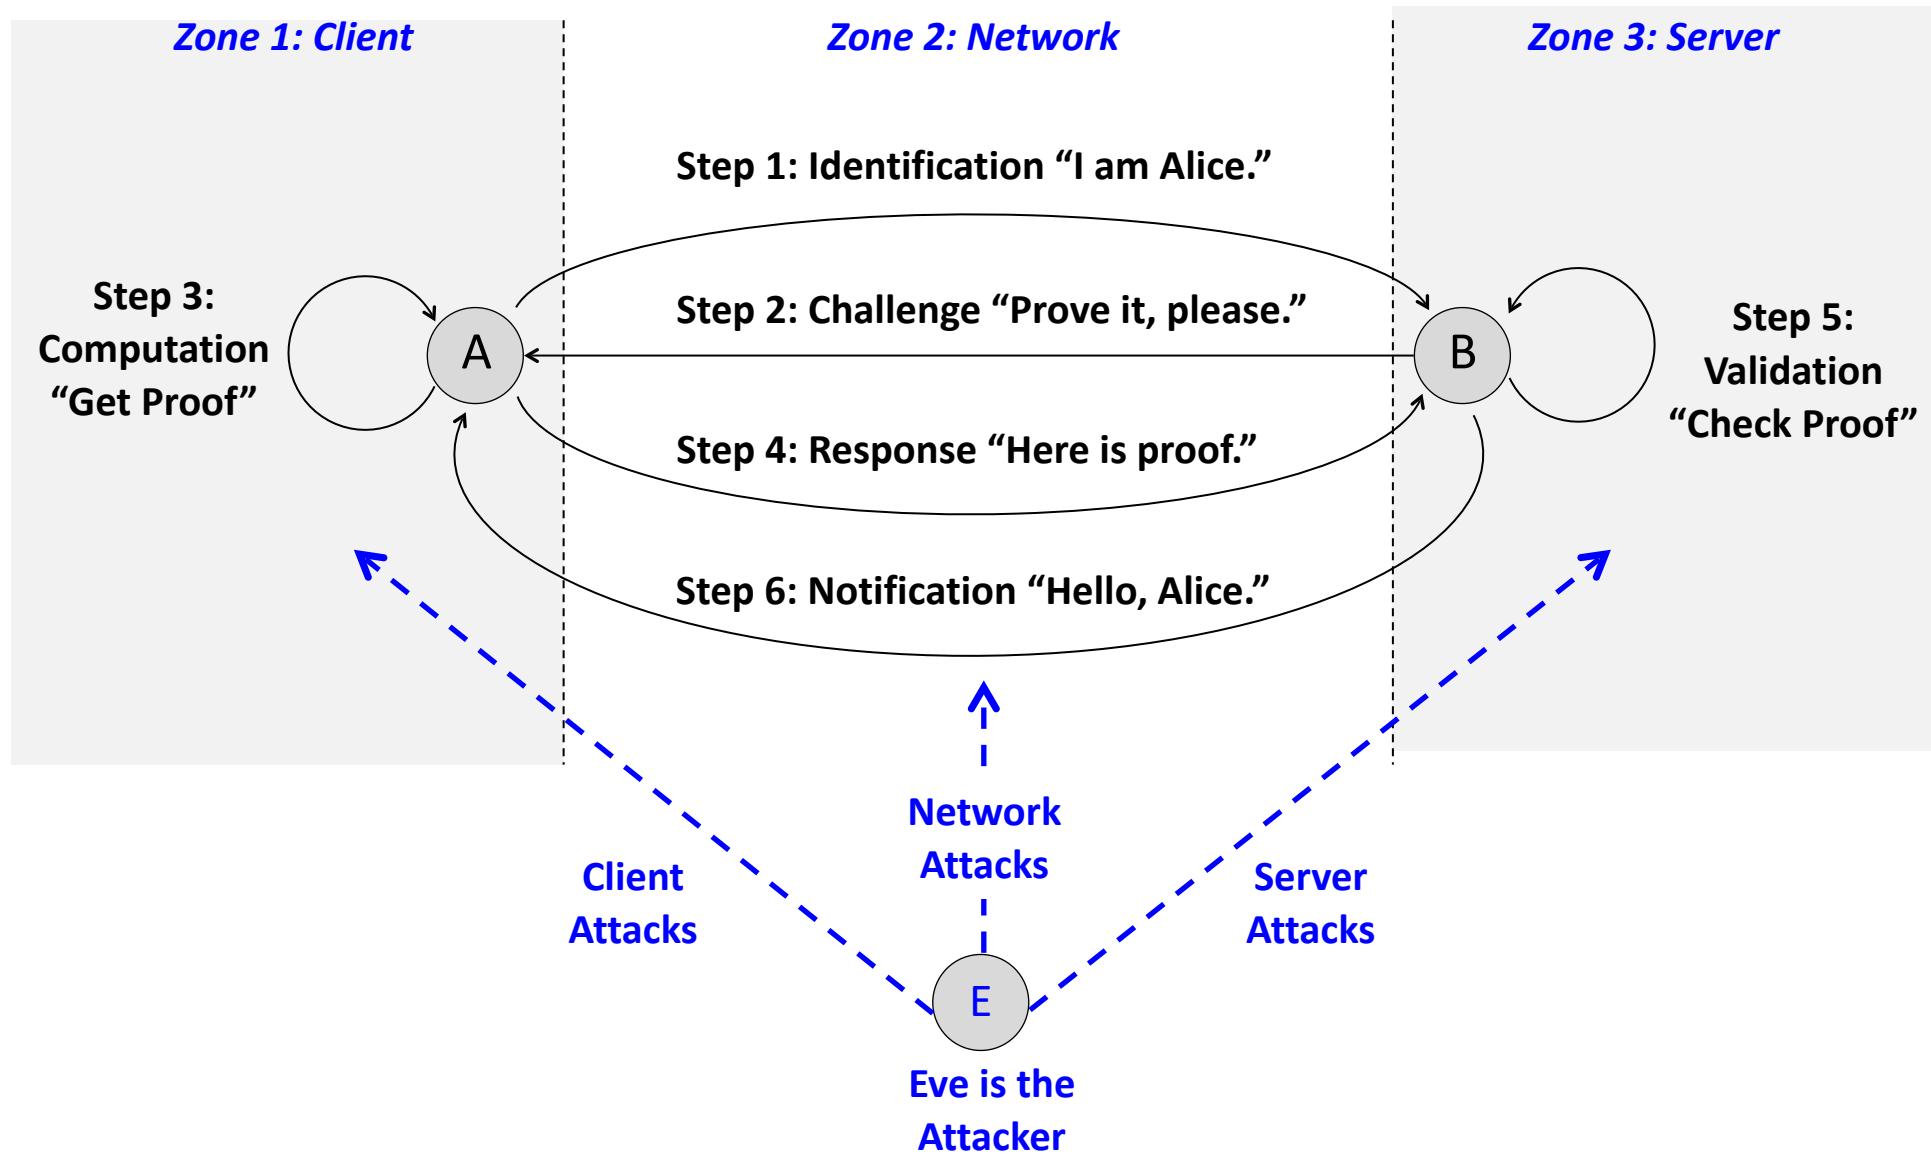 Zone 1: Client
Zone 2: Network
Zone 3: Server
Step 1: Identification “I am Alice.”
Step 2: Challenge “Prove it, please.”
Step 3:
Computation
“Get Proof”
A
B
Step 5:
Validation
“Check Proof”
Step 4: Response “Here is proof.”
Step 6: Notification “Hello, Alice.”
Client
Attacks
Network
Attacks
Server
Attacks
E
Eve is the
Attacker